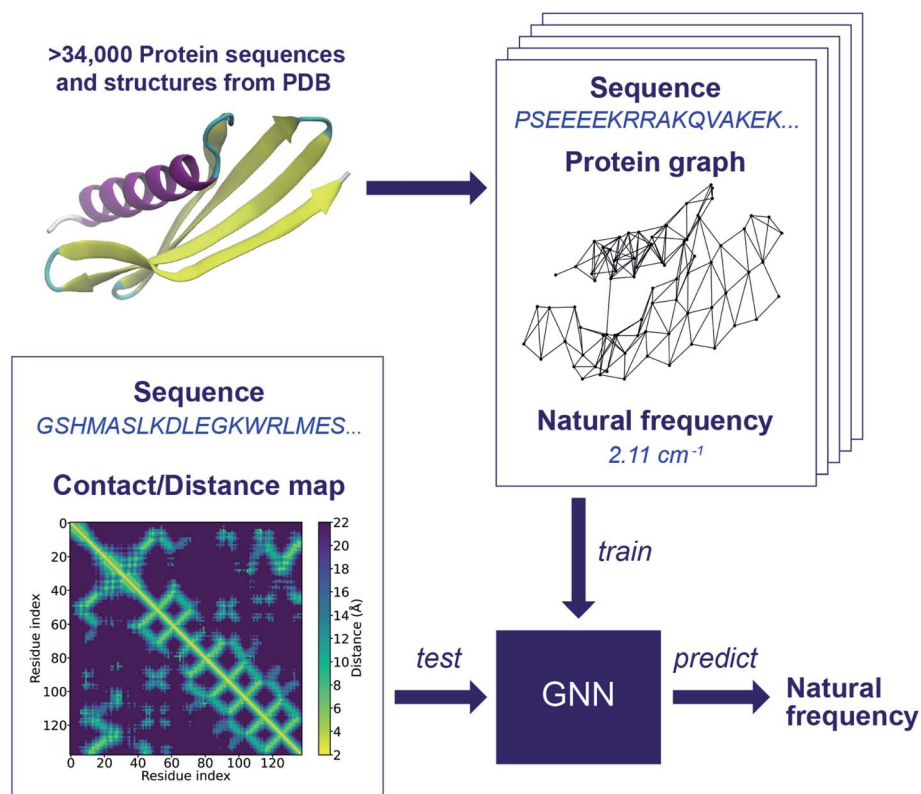 >34,000 Protein sequences
and structures from PDB
Sequence
PSEEEEKRRAKQVAKEK...
Protein graph
Natural frequency
2.11 cm⁻¹
Sequence
GSHMASLKDLEGKWRLMES...
Contact/Distance map
0
20
40
60
80
100
120
Residue index
0 20 40 60 80 100 120
Residue index
22
20
18
16
14
12
10
8
6
4
2
Distance (Å)
train
test
GNN
predict
Natural
frequency